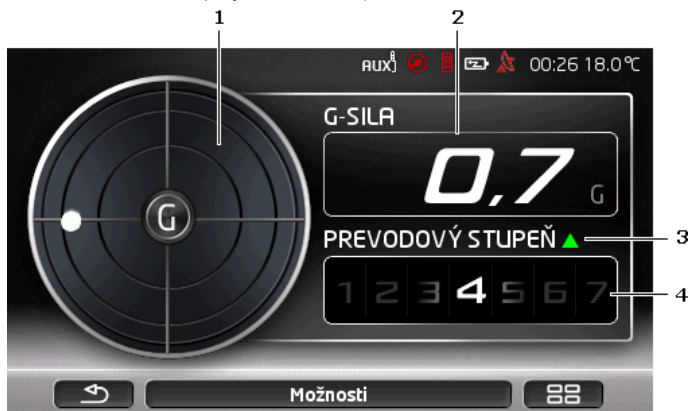 1
2
AUX 00:26 18.0°C
G-SILA
0,7 G
G
PREVODOVÝ STUPEŇ
3
1 2 3 4 5 6 7
4
Možnosti